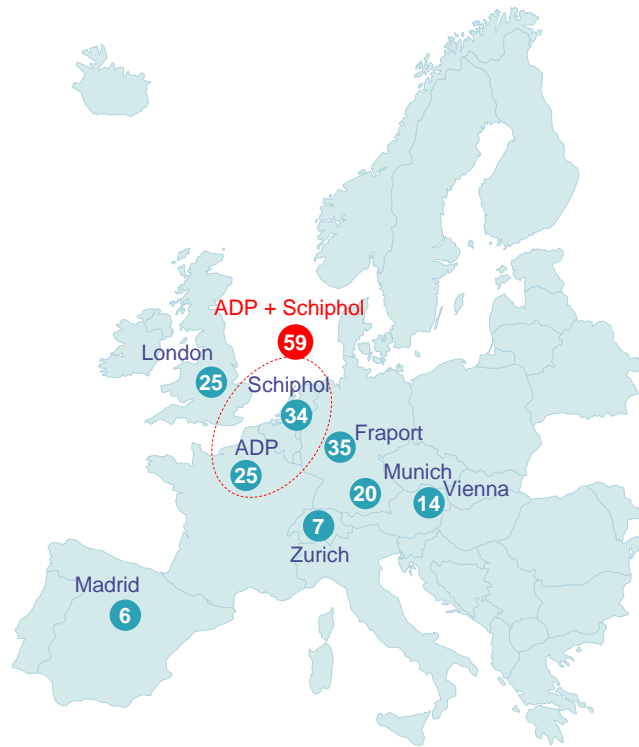 ADP + Schiphol
59
London
25
Schiphol
34
ADP
25
Fraport
35
Munich
20
Vienna
14
7
Zurich
Madrid
6